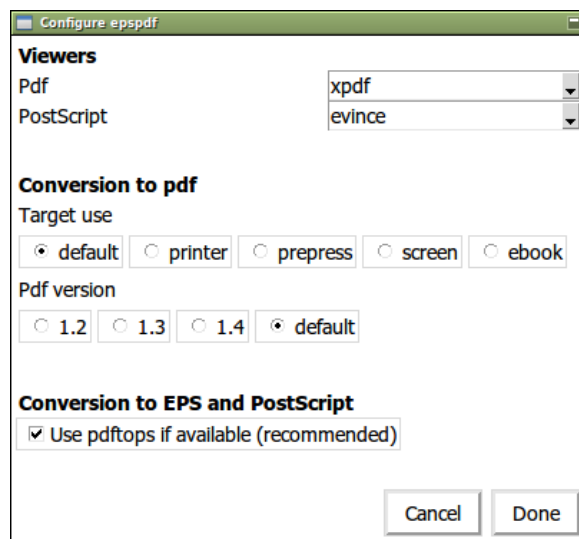 Configure epspdf
Viewers
Pdf xpdf
PostScript evince
Conversion to pdf
Target use
default printer prepress screen ebook
Pdf version
1.2 1.3 1.4 default
Conversion to EPS and PostScript
Use pdftops if available (recommended)
Cancel Done